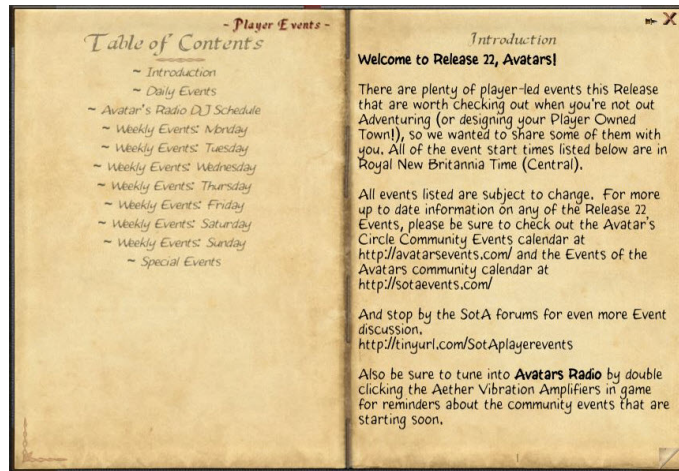 ~ Player Events ~
Table of Contents
~ Introduction
~ Daily Events
~ Avatar's Radio DJ Schedule
~ Weekly Events: Monday
~ Weekly Events: Tuesday
~ Weekly Events: Wednesday
~ Weekly Events: Thursday
~ Weekly Events: Friday
~ Weekly Events: Saturday
~ Weekly Events: Sunday
~ Special Events
Introduction
Welcome to Release 22, Avatars!
There are plenty of player-led events this Release
that are worth checking out when you're not out
Adventuring (or designing your Player Owned
Town!), so we wanted to share some of them with
you. All of the event start times listed below are in
Royal New Britannia Time (Central).
All events listed are subject to change. For more
up to date information on any of the Release 22
Events, please be sure to check out the Avatar's
Circle Community Events calendar at
http://avatarsevents.com/ and the Events of the
Avatars community calendar at
http://sotaevents.com/
And stop by the SotA forums for even more Event
discussion.
http://tinyurl.com/SotAplayerevents
Also be sure to tune into Avatars Radio by double
clicking the Aether Vibration Amplifiers in game
for reminders about the community events that are
starting soon.
1